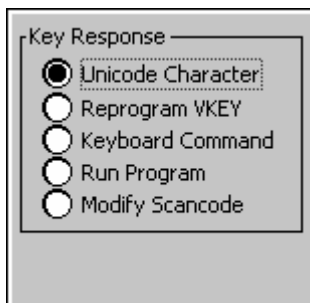 Key Response
Unicode Character
Reprogram VKEY
Keyboard Command
Run Program
Modify Scancode